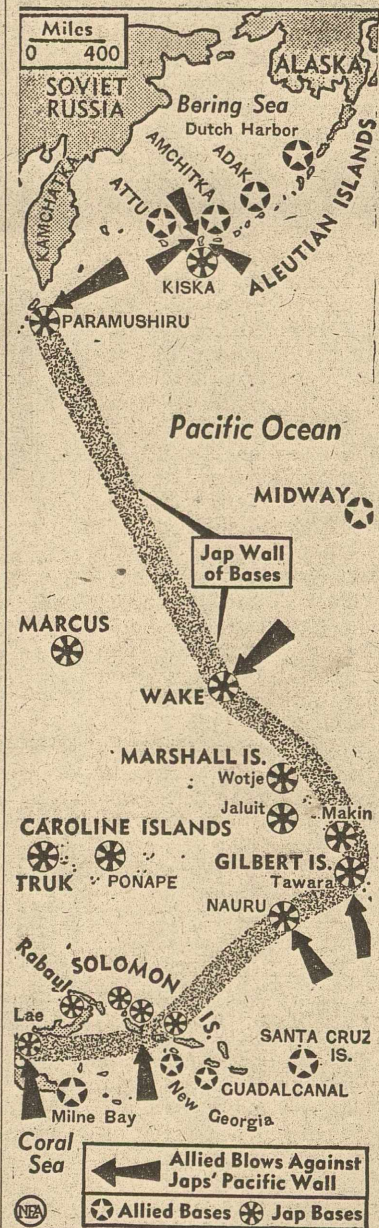 Miles
0 400
SOVIET
RUSSIA
ALASKA
Bering Sea
Dutch Harbor
ALEUTIAN ISLANDS
ADAK
AMCHITKA
ATTU
KAMCHATKA
KISKA
PARAMUSHIRU
Pacific Ocean
MIDWAY
Jap Wall
of Bases
MARCUS
WAKE
MARSHALL IS.
Wotje
Jaluit
Makin
CAROLINE ISLANDS
GILBERT IS.
Tawara
TRUK
PONAPE
NAURU
Rabaul
SOLOMON IS.
Lae
SANTA CRUZ
IS.
GUADALCANAL
New Georgia
Milne Bay
Coral
Sea
Allied Blows Against
Japs' Pacific Wall
NEA
Allied Bases
Jap Bases